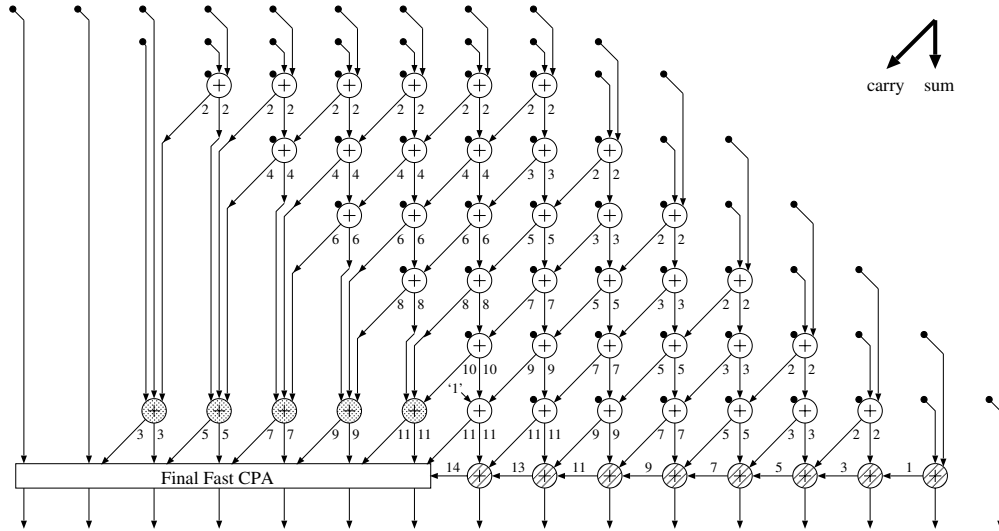 carry sum
2 2 2 2 2 2 2 2 2 2 2 2
4 4 4 4 4 4 4 4 3 3 2 2
6 6 6 6 6 6 5 5 3 3 2 2
8 8 8 8 7 7 5 5 3 3 2 2
10 10 9 9 7 7 5 5 3 3 2 2
‘1’
3 3 5 5 7 7 9 9 11 11 11 11 11 11 9 9 7 7 5 5 3 3 2 2
Final Fast CPA 14 13 11 9 7 5 3 1